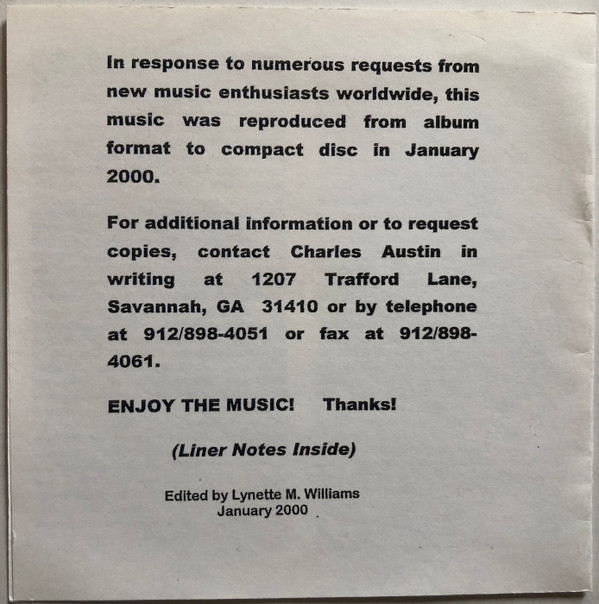 In response to numerous requests from
new music enthusiasts worldwide, this
music was reproduced from album
format to compact disc in January
2000.
For additional information or to request
copies, contact Charles Austin in
writing at 1207 Trafford Lane,
Savannah, GA 31410 or by telephone
at 912/898-4051 or fax at 912/898-
4061.
ENJOY THE MUSIC! Thanks!
(Liner Notes Inside)
Edited by Lynette M. Williams
January 2000